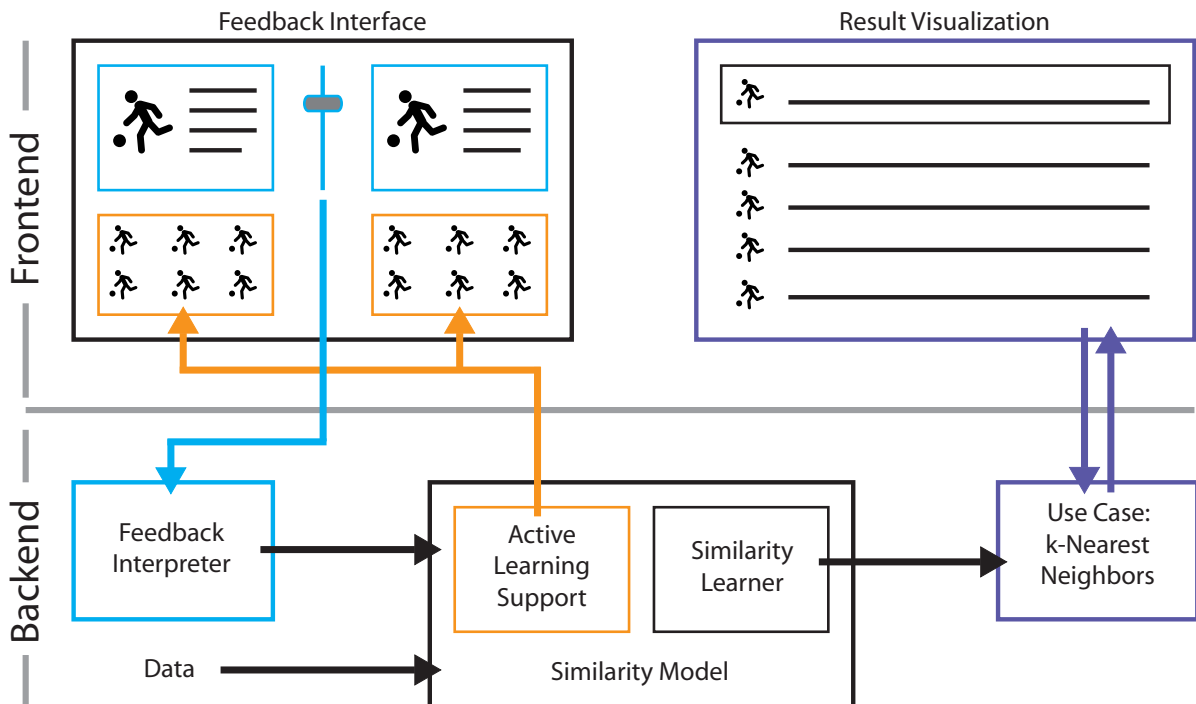 Feedback Interface
Result Visualization
Frontend
Backend
Feedback
Interpreter
Active
Learning
Support
Similarity
Learner
Use Case:
k-Nearest
Neighbors
Data
Similarity Model